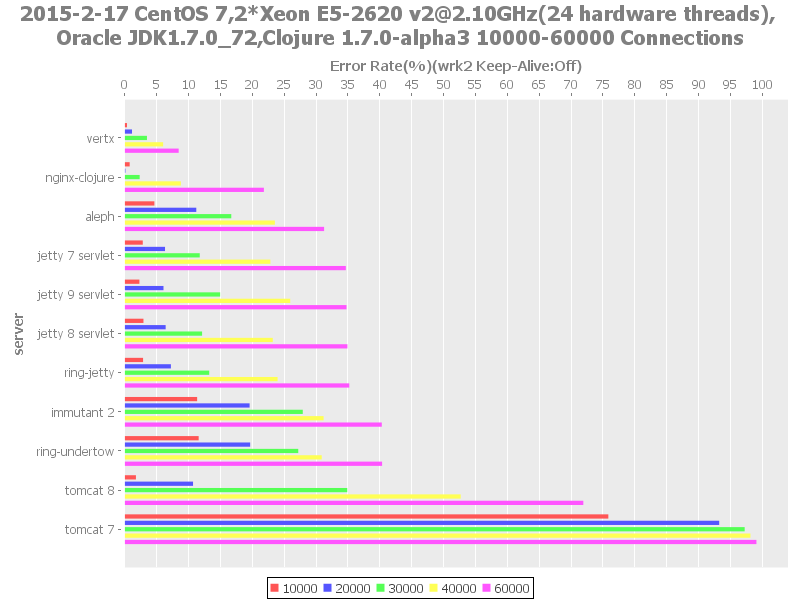 2015-2-17 CentOS 7,2*Xeon E5-2620 v2@2.10GHz(24 hardware threads),
Oracle JDK1.7.0_72,Clojure 1.7.0-alpha3 10000-60000 Connections
Error Rate(%)(wrk2 Keep-Alive:Off)
0 5 10 15 20 25 30 35 40 45 50 55 60 65 70 75 80 85 90 95 100
server
vertx
nginx-clojure
aleph
jetty 7 servlet
jetty 9 servlet
jetty 8 servlet
ring-jetty
immutant 2
ring-undertow
tomcat 8
tomcat 7
10000 20000 30000 40000 60000